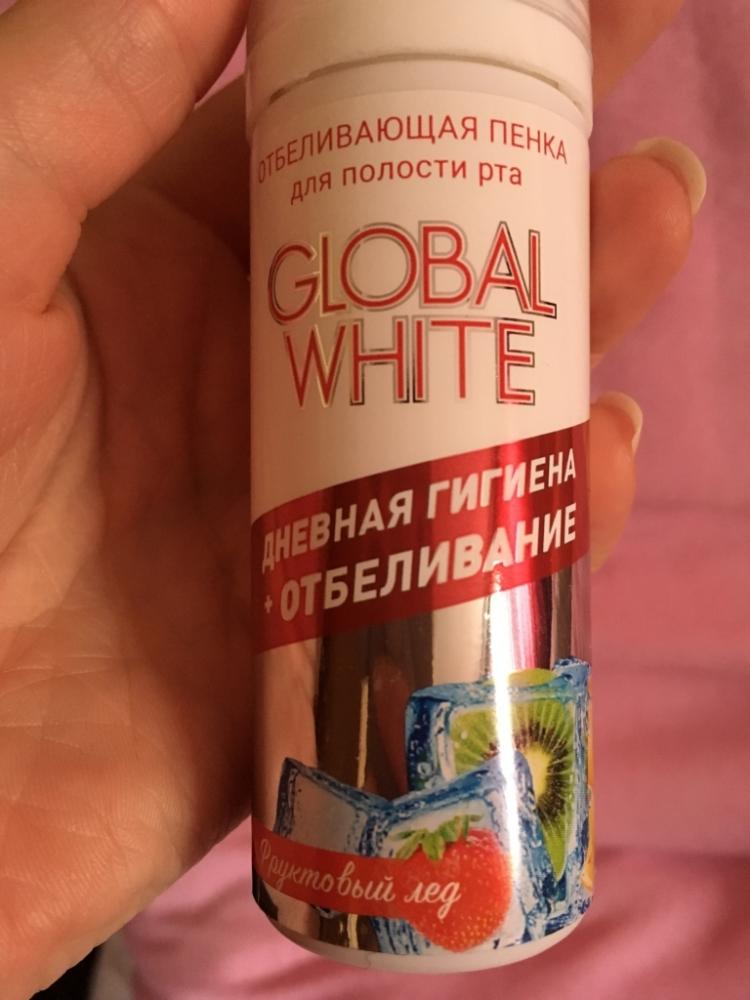 ОТБЕЛИВАЮЩАЯ ПЕНКА
для полости рта
GLOBAL
WHITE
ДНЕВНАЯ ГИГИЕНА
+ ОТБЕЛИВАНИЕ
Фруктовый лед